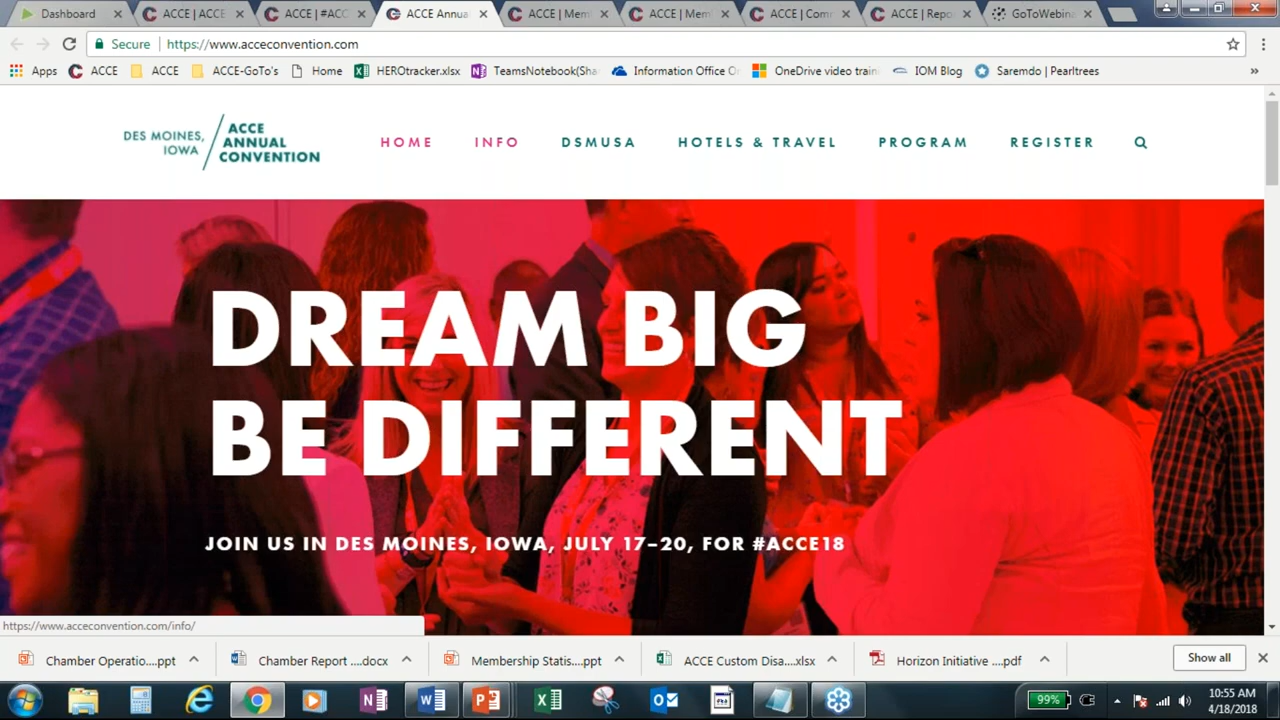 Dashboard
ACCE | ACCE
ACCE | #ACC
ACCE Annua
ACCE | Mem
ACCE | Mem
ACCE | Com
ACCE | Repo
GoToWebina
Secure
https://www.acceconvention.com
Apps
ACCE
ACCE
ACCE-GoTo's
Home
HEROtracker.xlsx
TeamsNotebook(Sha
Information Office O
OneDrive video train
IOM Blog
Saremdo | Pearltrees
»
DES MOINES,
IOWA
ACCE
ANNUAL
CONVENTION
HOME
INFO
DSMUSA
HOTELS & TRAVEL
PROGRAM
REGISTER
DREAM BIG
BE DIFFERENT
JOIN US IN DES MOINES, IOWA, JULY 17–20, FOR #ACCE18
https://www.acceconvention.com/info/
Chamber Operatio....ppt
Chamber Report ....docx
Membership Statis....ppt
ACCE Custom Disa....xlsx
Horizon Initiative ....pdf
Show all
99%
10:55 AM
4/18/2018